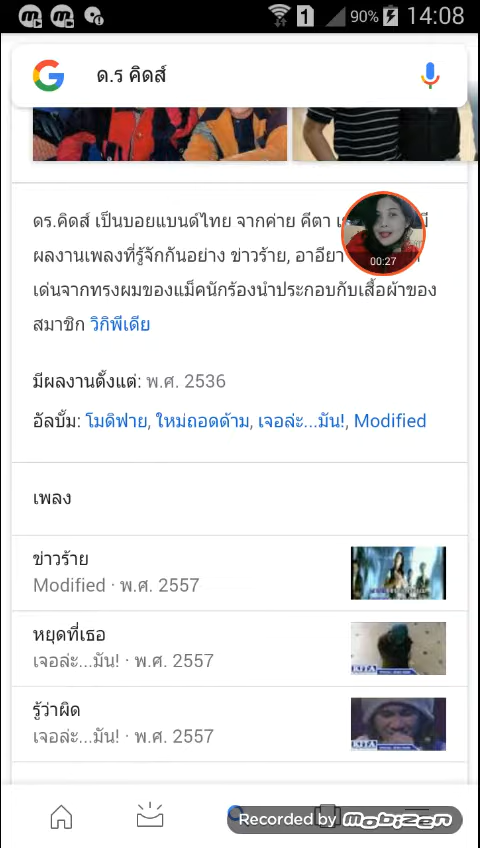 1 90% 14:08
ด.ร คิดส์
ดร.คิดส์ เป็นบอยแบนด์ไทย จากค่าย คีตา
ผลงานเพลงที่รู้จักกันอย่าง ข่าวร้าย, อาอียา
00:27
เด่นจากทรงผมของแม็คนักร้องนำประกอบกับเสื้อผ้าของ
สมาชิก วิกิพีเดีย
มีผลงานตั้งแต่: พ.ศ. 2536
อัลบั้ม: โมดิฟาย, ใหม่ถอดด้าม, เจอล่ะ...มัน!, Modified
เพลง
ข่าวร้าย
Modified · พ.ศ. 2557
หยุดที่เธอ
เจอล่ะ...มัน! · พ.ศ. 2557
KITA
รู้ว่าผิด
เจอล่ะ...มัน! · พ.ศ. 2557
KITA
Recorded by mobizen